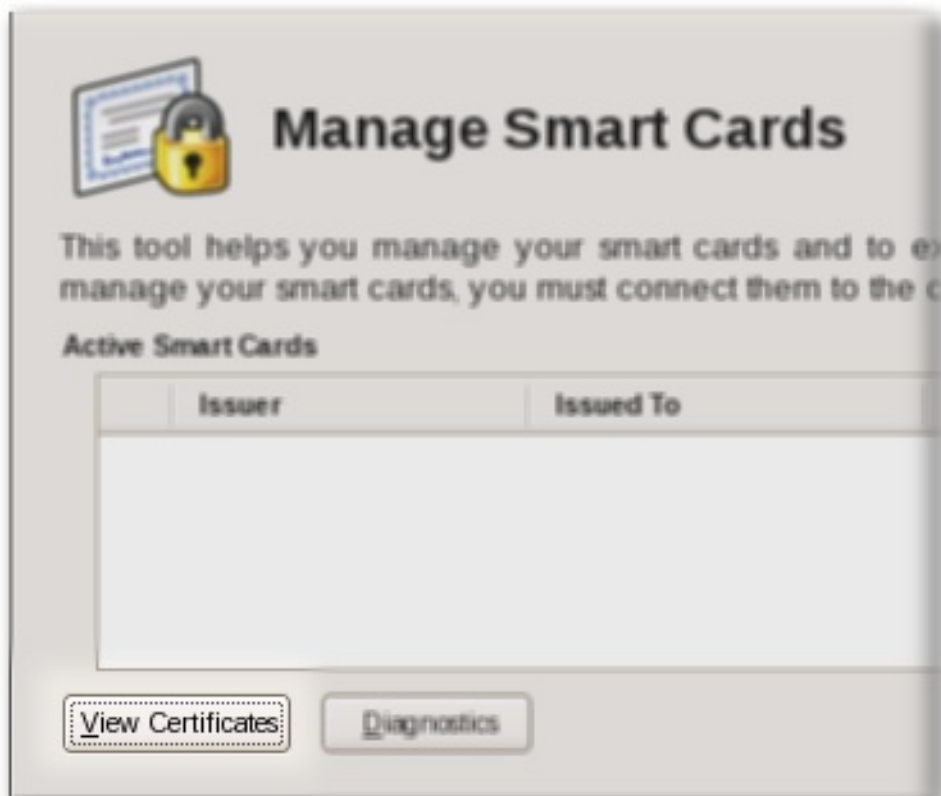 Manage Smart Cards
This tool helps you manage your smart cards and to
manage your smart cards, you must connect them to the
Active Smart Cards
Issuer Issued To
View Certificates Diagnostics